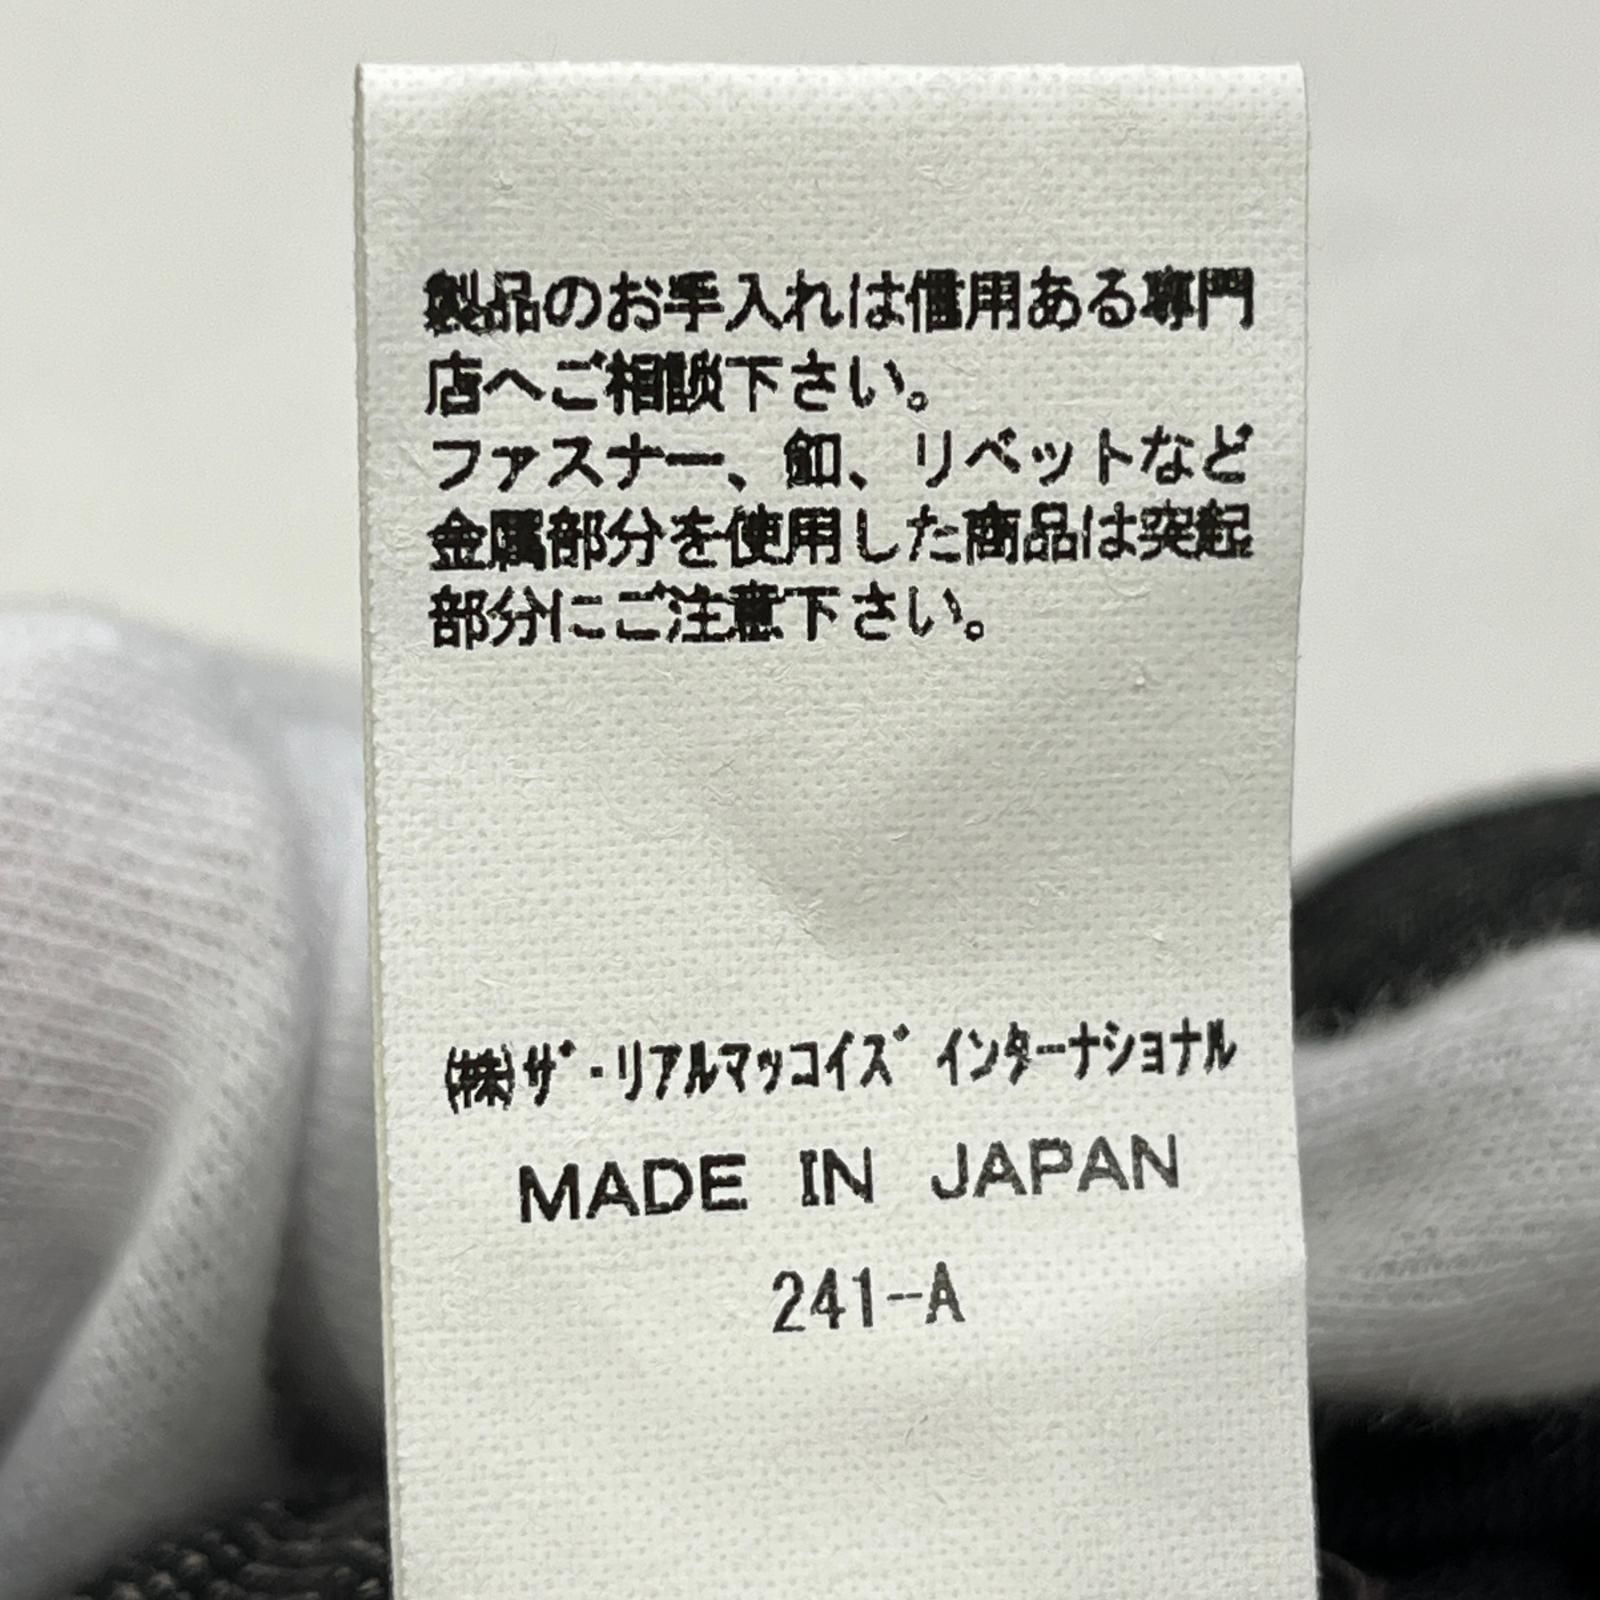 製品のお手入れは信用ある専門
店へご相談下さい。
ファスナー、釦、リベットなど
金属部分を使用した商品は突起
部分にご注意下さい。
㈱ｻﾞ･ﾘｱﾙﾏｯｺｲｽﾞ ｲﾝﾀｰﾅｼｮﾅﾙ
MADE IN JAPAN
241-A